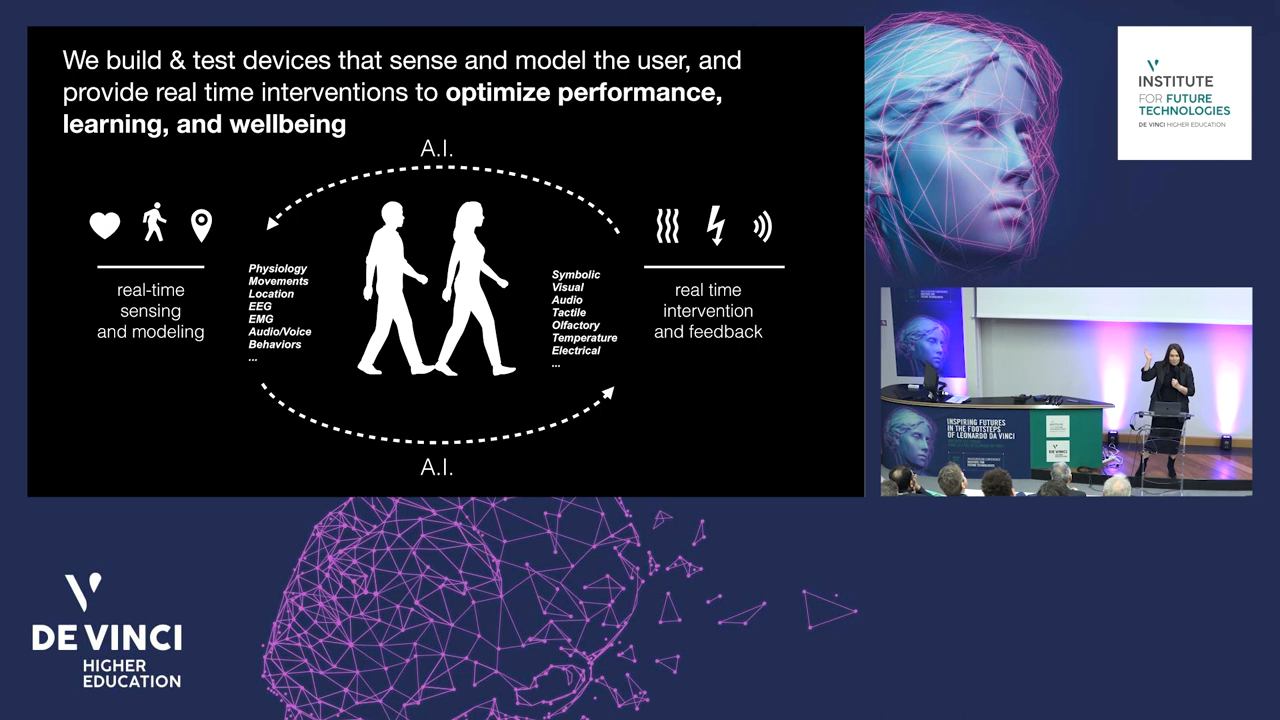 We build & test devices that sense and model the user, and
provide real time interventions to optimize performance,
learning, and wellbeing
A.I.
real-time
sensing
and modeling
Physiology
Movements
Location
EEG
EMG
Audio/Voice
Behaviors
...
Symbolic
Visual
Audio
Tactile
Olfactory
Temperature
Electrical
...
real time
intervention
and feedback
A.I.
INSTITUTE
FOR FUTURE
TECHNOLOGIES
DE VINCI HIGHER EDUCATION
INSPIRING FUTURES
IN THE FOOTSTEPS
OF LEONARDO DA VINCI
DE VINCI
DE VINCI
HIGHER
EDUCATION